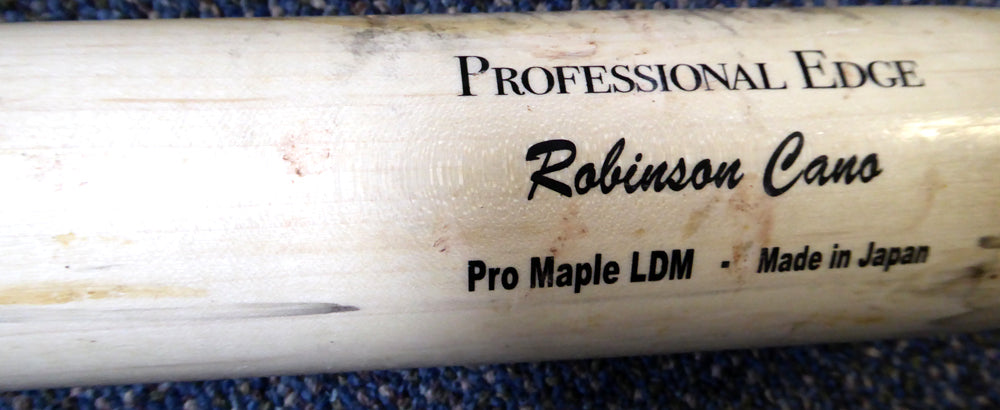 PROFESSIONAL EDGE
Robinson Cano
Pro Maple LDM · Made in Japan